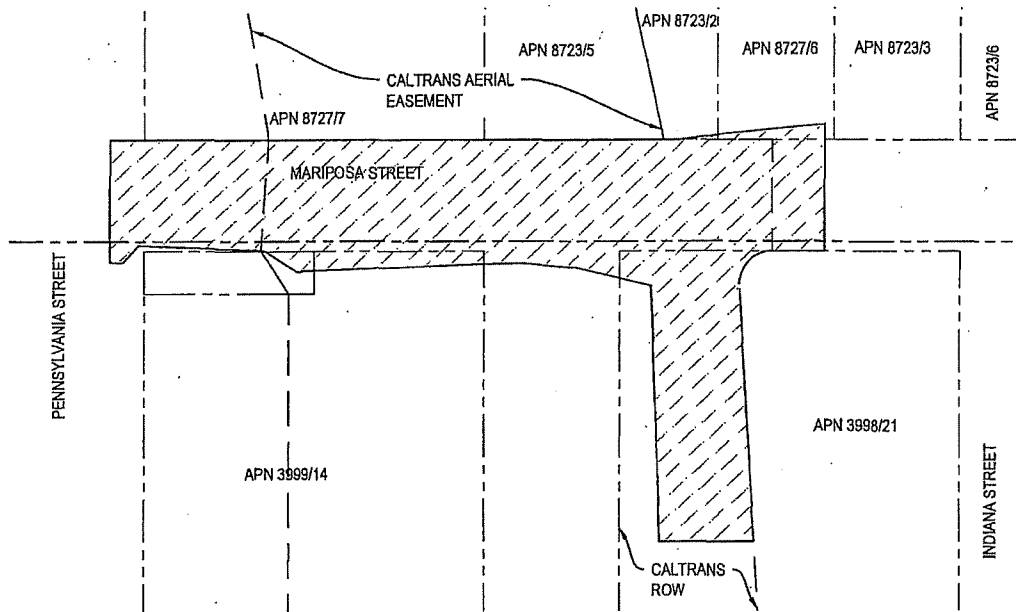 APN 8723/2
APN 8723/5
APN 8727/6
APN 8723/3
APN 8723/6
CALTRANS AERIAL
EASEMENT
APN 8727/7
MARIPOSA STREET
PENNSYLVANIA STREET
APN 3999/14
APN 3998/21
INDIANA STREET
CALTRANS
ROW